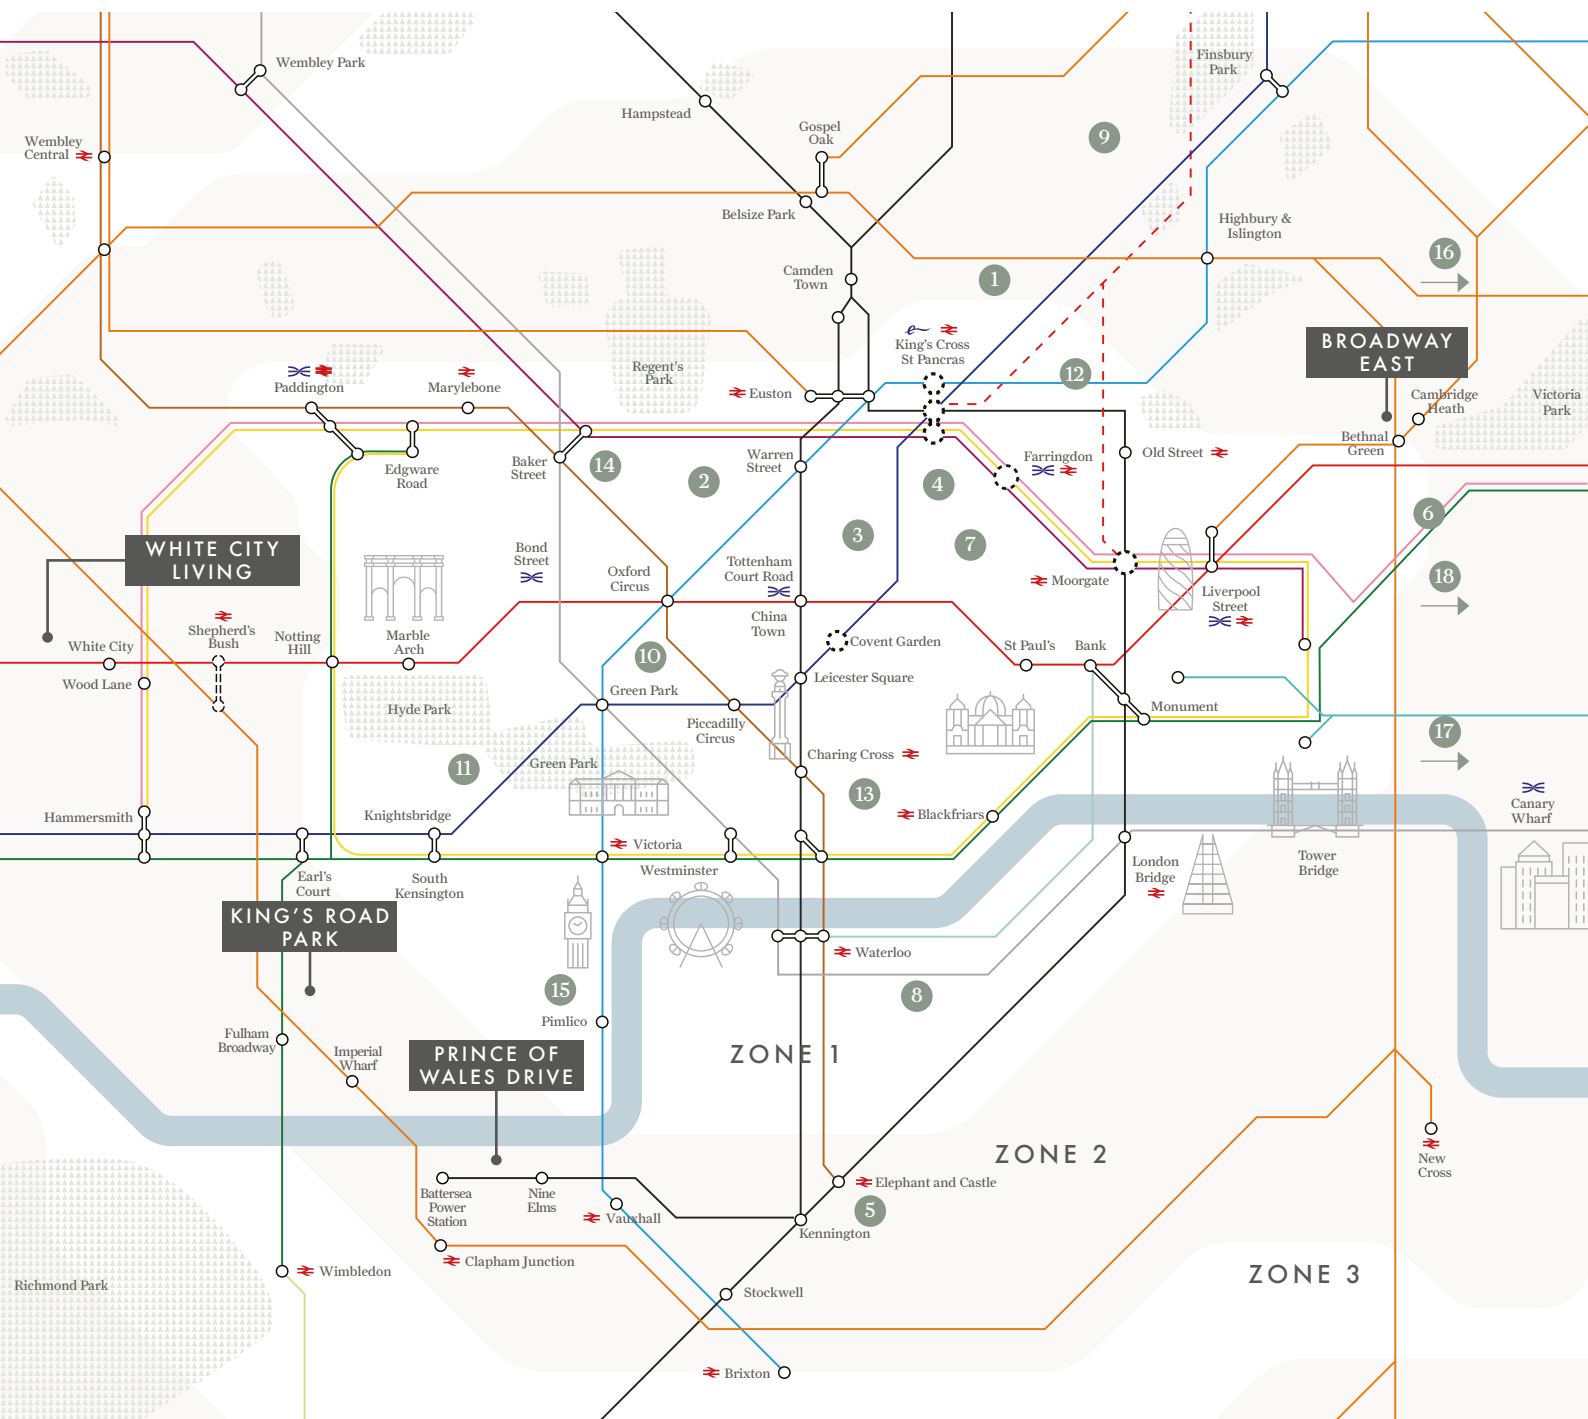 Wembley Park
Finsbury
Park
Hampstead
Gospel
Oak
9
Wembley
Central
Belsize Park
Highbury &
Islington
16
Camden
Town
1
King's Cross
St Pancras
BROADWAY
EAST
Regent's
Park
12
Paddington
Marylebone
Euston
Cambridge
Heath
Victoria
Park
Bethnal
Green
Baker
Street
14
Edgware
Road
Warren
Street
2
4
Farringdon
Old Street
6
3
7
WHITE CITY
LIVING
Bond
Street
Oxford
Circus
Tottenham
Court Road
Moorgate
18
Liverpool
Street
China
Town
Shepherd's
Bush
Notting
Hill
Marble
Arch
White City
Covent Garden
St Paul's
Bank
10
Wood Lane
Leicester Square
Green Park
Hyde Park
Monument
Piccadilly
Circus
17
Charing Cross
11
Green Park
13
Hammersmith
Knightsbridge
Blackfriars
Canary
Wharf
Victoria
Westminster
London
Bridge
Tower
Bridge
Earl's
Court
South
Kensington
KING'S ROAD
PARK
Waterloo
15
8
Pimlico
Fulham
Broadway
Imperial
Wharf
PRINCE OF
WALES DRIVE
ZONE 1
ZONE 2
New
Cross
Battersea
Power
Station
Nine
Elms
Elephant and Castle
5
Vauxhall
Kennington
Clapham Junction
Wimbledon
Richmond Park
ZONE 3
Stockwell
Brixton